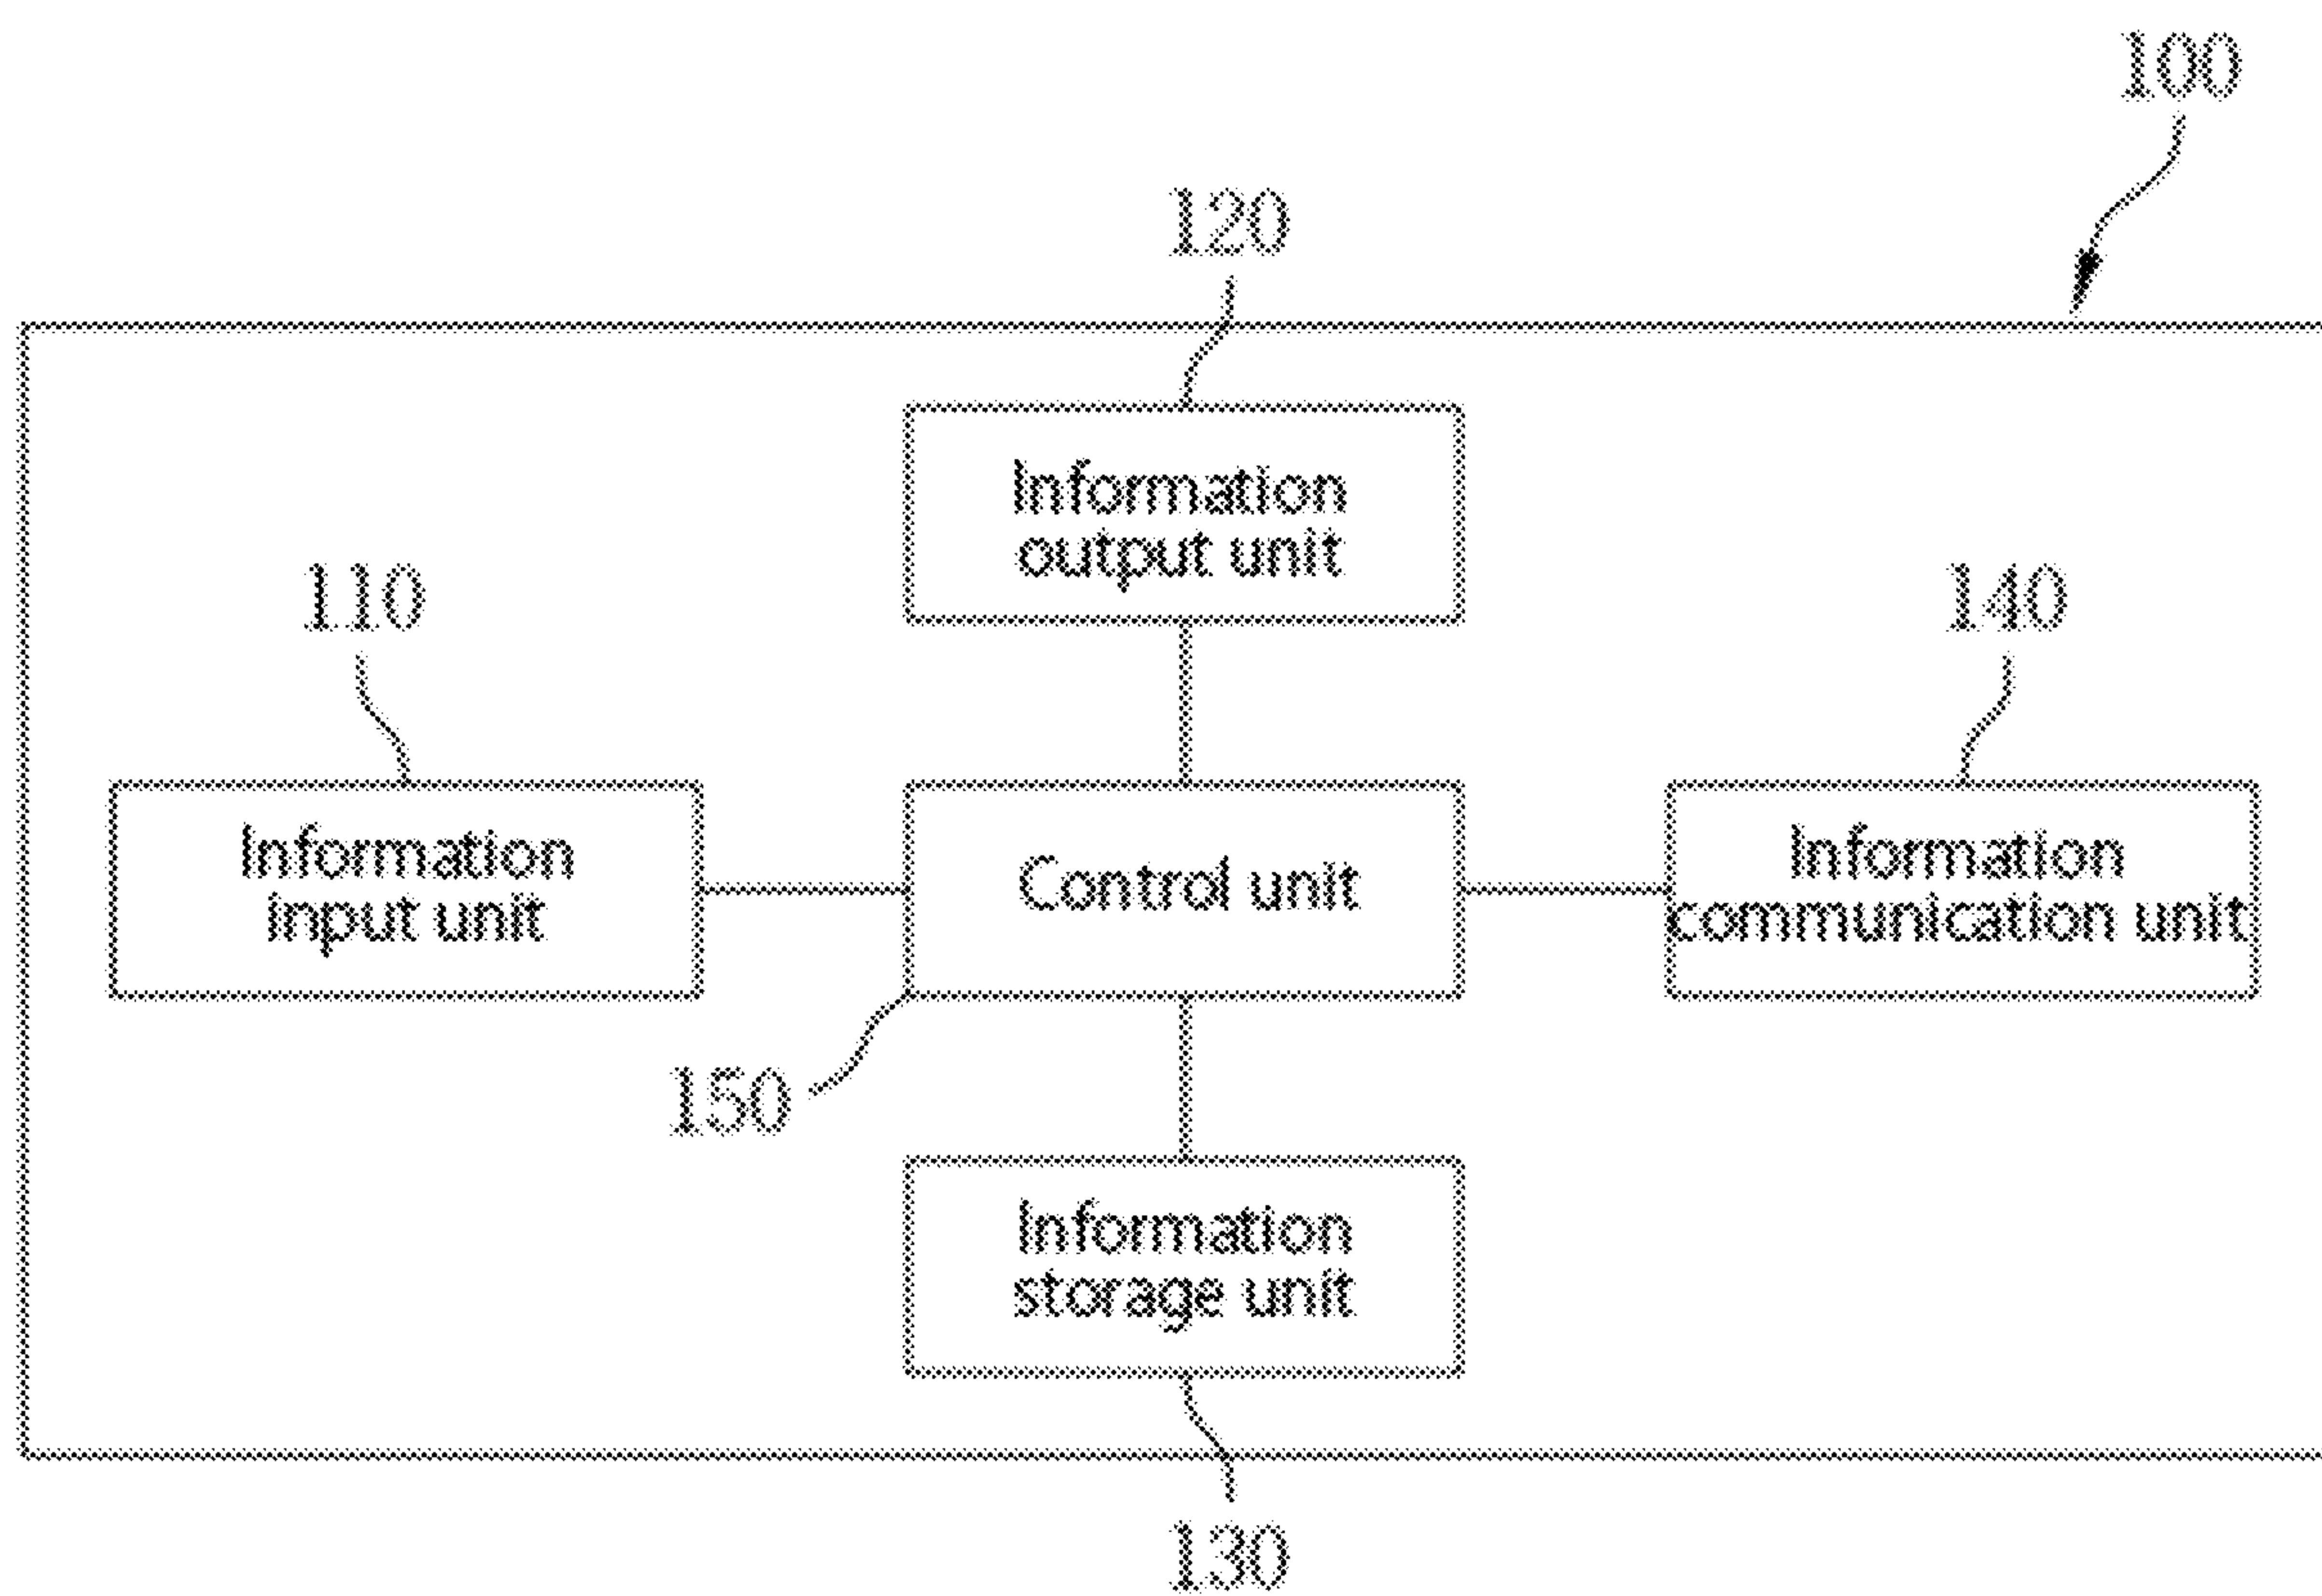 100
120
Information
output unit
110
140
Information
input unit
Control unit
Information
communication unit
150
Information
storage unit
130